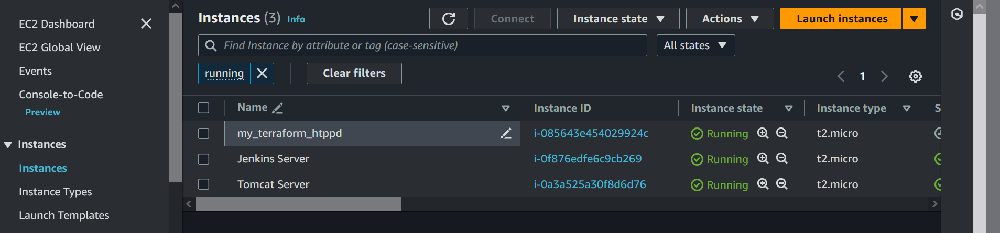 EC2 Dashboard
EC2 Global View
Events
Console-to-Code
Preview
Instances
Instances
Instance Types
Launch Templates
Instances (3) Info
Connect
Instance state
Actions
Launch instances
Find Instance by attribute or tag (case-sensitive)
All states
running
Clear filters
1
Name Instance ID Instance state Instance type S
my_terraform_htppd i-085643e454029924c Running t2.micro
Jenkins Server i-0f876edfe6c9cb269 Running t2.micro
Tomcat Server i-0a3a525a30f8d6d76 Running t2.micro